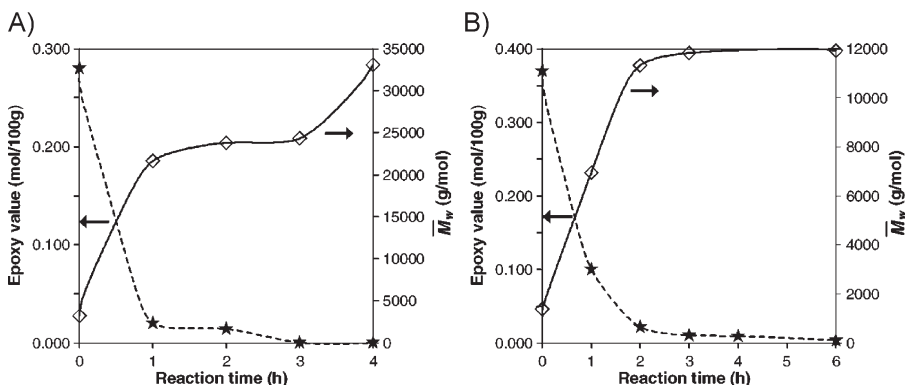 A)
0.300
0.200
0.100
0.000
Epoxy value (mol/100g)
35000
30000
25000
20000
15000
10000
5000
0
M̅w (g/mol)
0 1 2 3 4
Reaction time (h)
B)
0.400
0.300
0.200
0.100
0.000
Epoxy value (mol/100g)
12000
10000
8000
6000
4000
2000
0
M̅w (g/mol)
0 1 2 3 4 5 6
Reaction time (h)